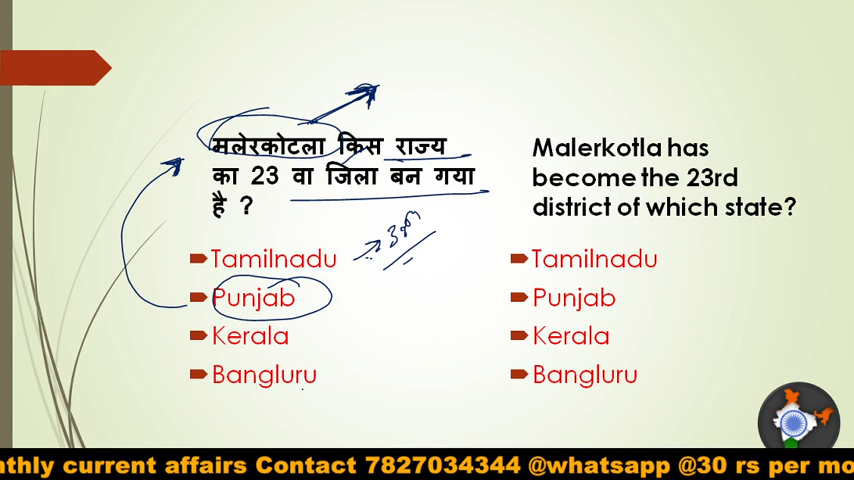 मलेरकोटला किस राज्य
का 23 वा जिला बन गया
है ?
Tamilnadu
Punjab
Kerala
Bangluru
Malerkotla has
become the 23rd
district of which state?
Tamilnadu
Punjab
Kerala
Bangluru
nthly current affairs Contact 7827034344 @whatsapp @30 rs per mo